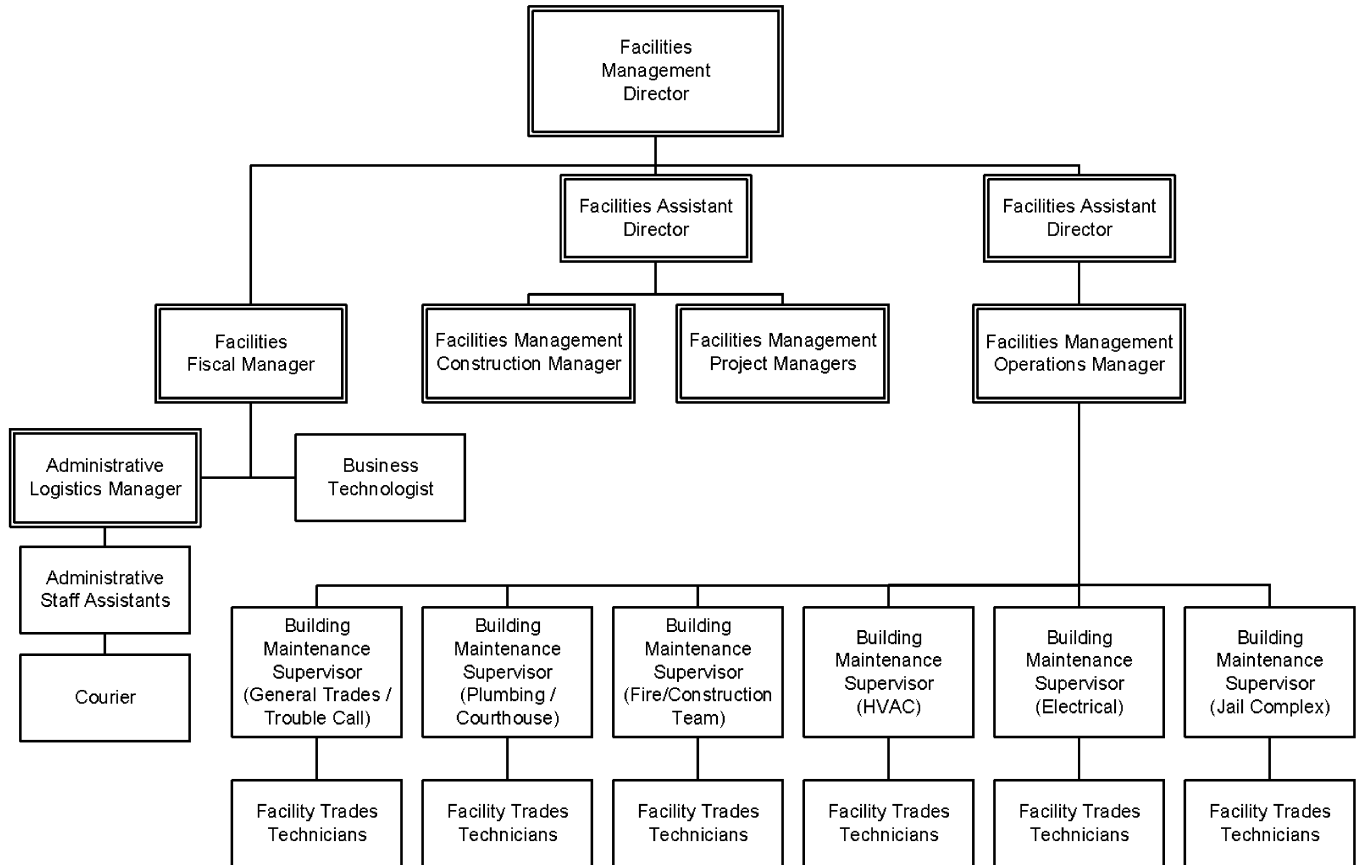 Facilities
Management
Director
Facilities Assistant
Director
Facilities Assistant
Director
Facilities
Fiscal Manager
Facilities Management
Construction Manager
Facilities Management
Project Managers
Facilities Management
Operations Manager
Administrative
Logistics Manager
Business
Technologist
Administrative
Staff Assistants
Courier
Building
Maintenance
Supervisor
(General Trades /
Trouble Call)
Building
Maintenance
Supervisor
(Plumbing /
Courthouse)
Building
Maintenance
Supervisor
(Fire/Construction
Team)
Building
Maintenance
Supervisor
(HVAC)
Building
Maintenance
Supervisor
(Electrical)
Building
Maintenance
Supervisor
(Jail Complex)
Facility Trades
Technicians
Facility Trades
Technicians
Facility Trades
Technicians
Facility Trades
Technicians
Facility Trades
Technicians
Facility Trades
Technicians